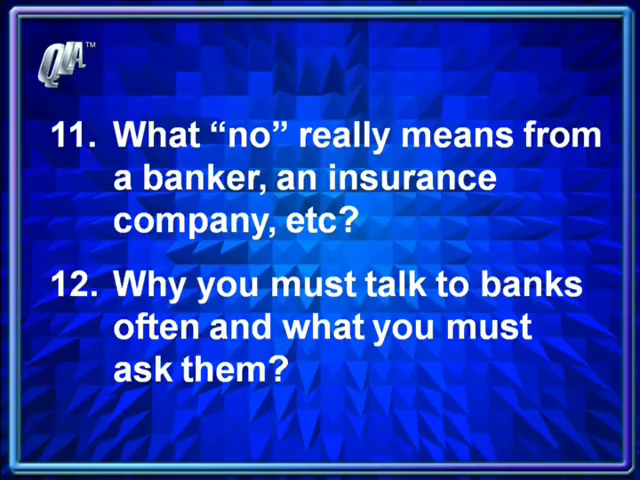 QLA™
11. What “no” really means from
a banker, an insurance
company, etc?
12. Why you must talk to banks
often and what you must
ask them?